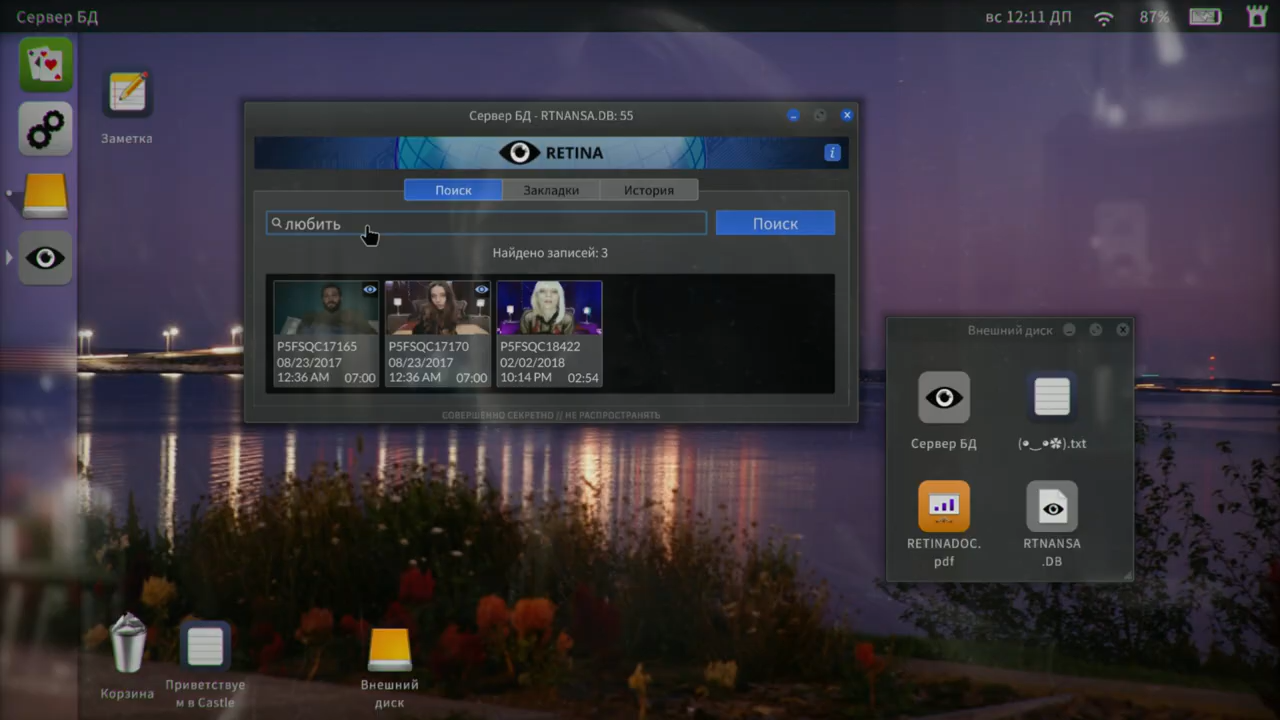 Сервер БД
вс 12:11 ДП
87%
Заметка
Сервер БД - RTNANSA.DB: 55
RETINA
i
Поиск
Закладки
История
любить
Поиск
Найдено записей: 3
P5FSQC17165
08/23/2017
12:36 AM 07:00
P5FSQC17170
08/23/2017
12:36 AM 07:00
P5FSQC18422
02/02/2018
10:14 PM 02:54
СОВЕРШЕННО СЕКРЕТНО // НЕ РАСПРОСТРАНЯТЬ
Внешний диск
Сервер БД
(•‿•✿).txt
RETINADOC.
pdf
RTNANSA
.DB
Корзина
Приветствуе
м в Castle
Внешний
диск